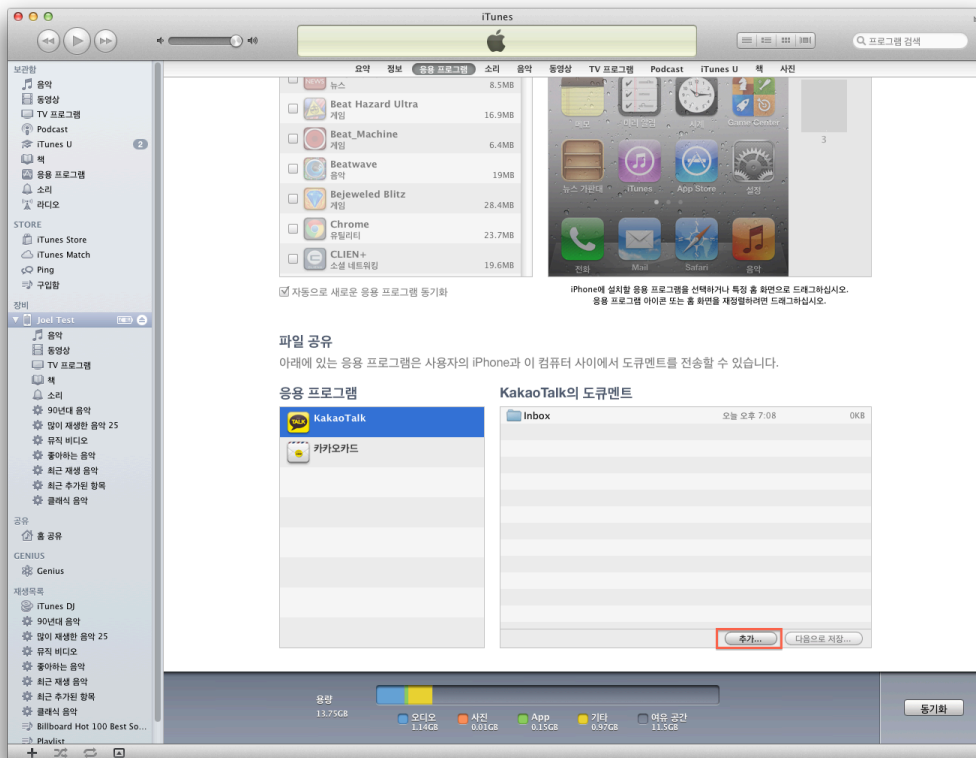 iTunes
프로그램 검색
요약 정보 응용 프로그램 소리 음악 동영상 TV 프로그램 Podcast iTunes U 책 사진
보관함
음악
동영상
TV 프로그램
Podcast
iTunes U 2
책
응용 프로그램
소리
라디오
STORE
iTunes Store
iTunes Match
Ping
구입함
장비
Joel Test
음악
동영상
TV 프로그램
책
소리
90년대 음악
많이 재생한 음악 25
뮤직 비디오
좋아하는 음악
최근 재생 음악
최근 추가된 항목
클래식 음악
공유
홈 공유
GENIUS
Genius
재생목록
iTunes DJ
90년대 음악
많이 재생한 음악 25
뮤직 비디오
좋아하는 음악
최근 재생 음악
최근 추가된 항목
클래식 음악
Billboard Hot 100 Best So...
Playlist
NEWS
뉴스 8.5MB
Beat Hazard Ultra
게임 16.9MB
Beat_Machine
게임 6.4MB
Beatwave
음악 19MB
Bejeweled Blitz
게임 28.4MB
Chrome
유틸리티 23.7MB
CLIEN+
소셜 네트워킹 19.6MB
메모 미리 알림 시계 Game Center
뉴스 가판대 iTunes App Store 설정
전화 Mail Safari 음악
3
자동으로 새로운 응용 프로그램 동기화
iPhone에 설치할 응용 프로그램을 선택하거나 특정 홈 화면으로 드래그하십시오.
응용 프로그램 아이콘 또는 홈 화면을 재정렬하려면 드래그하십시오.
파일 공유
아래에 있는 응용 프로그램은 사용자의 iPhone과 이 컴퓨터 사이에서 도큐멘트를 전송할 수 있습니다.
응용 프로그램
KakaoTalk의 도큐멘트
TALK
KakaoTalk
카카오카드
Inbox 오늘 오후 7:08 0KB
추가... 다음으로 저장...
용량
13.75GB
오디오
1.14GB
사진
0.01GB
App
0.15GB
기타
0.97GB
여유 공간
11.5GB
동기화